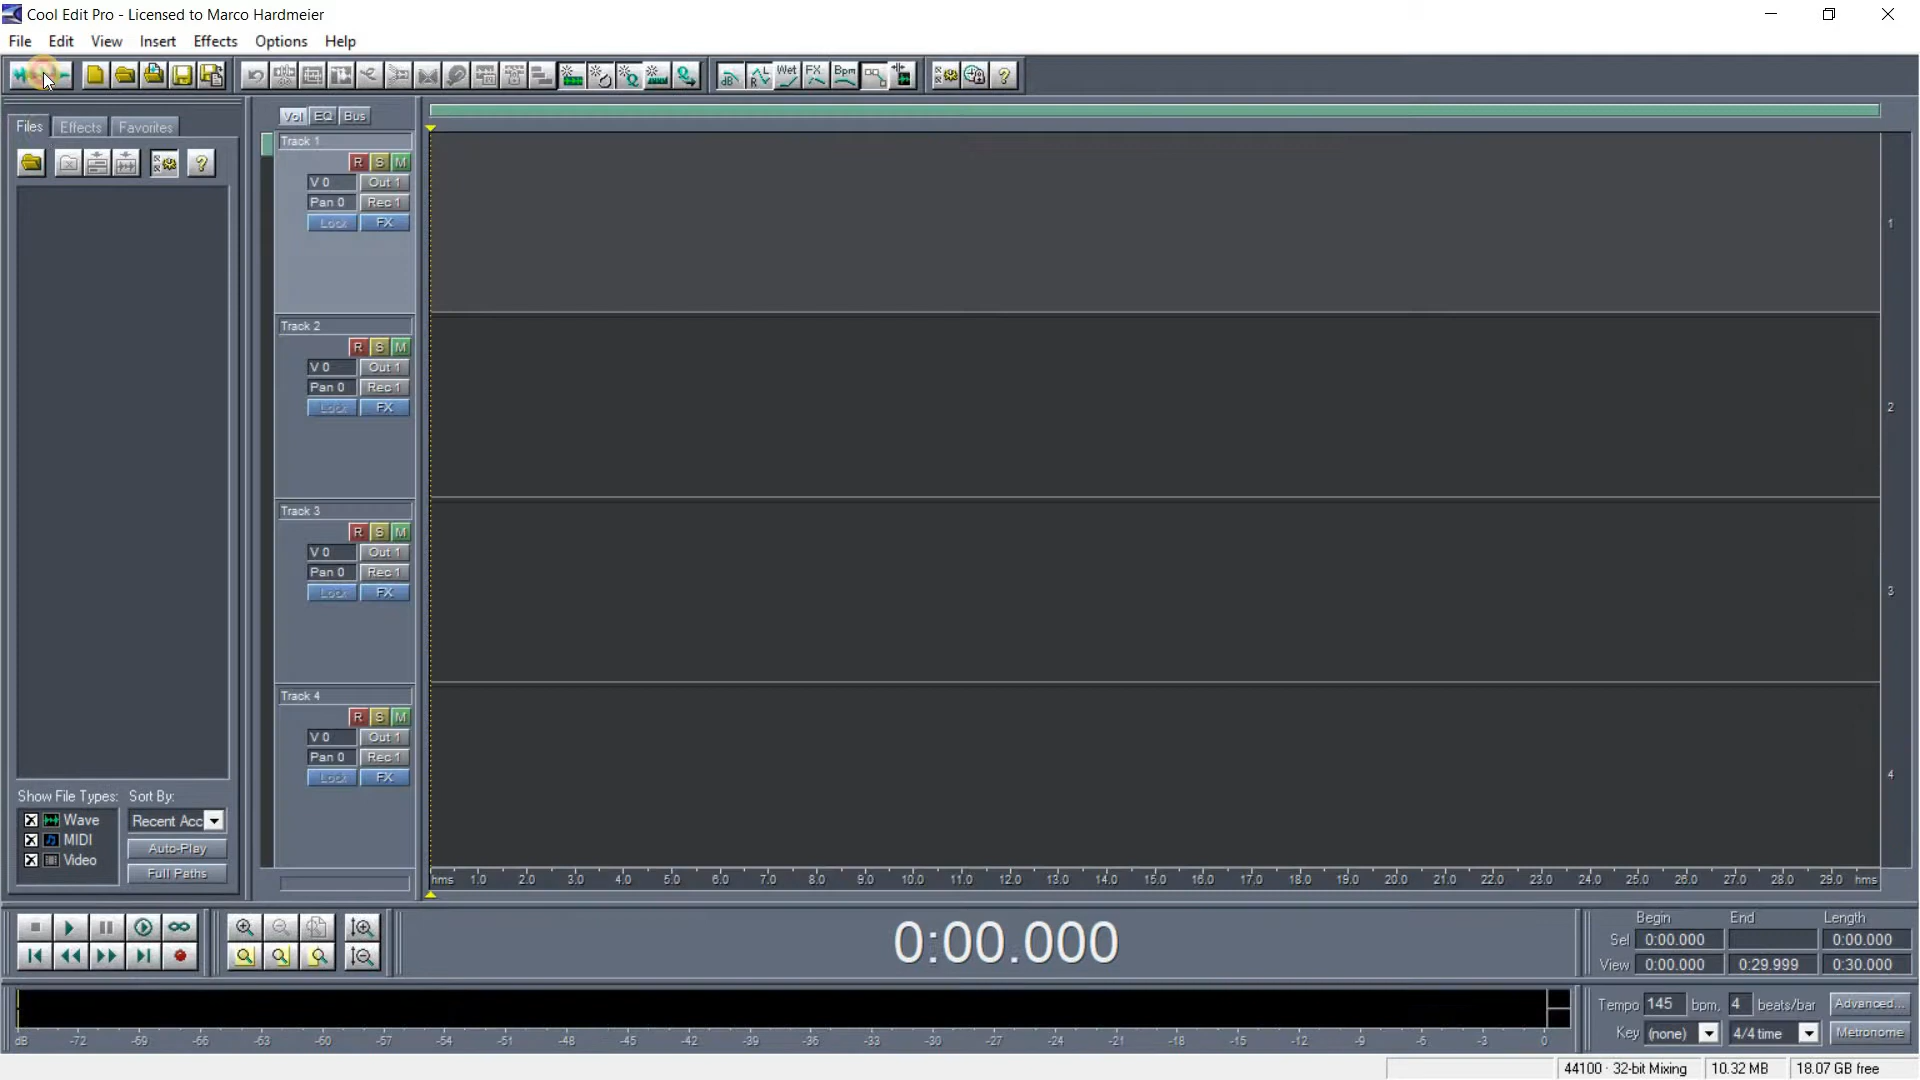 Cool Edit Pro - Licensed to Marco Hardmeier
File Edit View Insert Effects Options Help
dB L R Wet FX Bpm ?
Files Effects Favorites
?
Vol EQ Bus
Track 1
R S M
V 0 Out 1
Pan 0 Rec 1
Lock FX
1
Track 2
R S M
V 0 Out 1
Pan 0 Rec 1
Lock FX
2
Track 3
R S M
V 0 Out 1
Pan 0 Rec 1
Lock FX
3
Track 4
R S M
V 0 Out 1
Pan 0 Rec 1
Lock FX
4
Show File Types: Sort By:
Wave Recent Acc
MIDI Auto-Play
Video Full Paths
hms 1.0 2.0 3.0 4.0 5.0 6.0 7.0 8.0 9.0 10.0 11.0 12.0 13.0 14.0 15.0 16.0 17.0 18.0 19.0 20.0 21.0 22.0 23.0 24.0 25.0 26.0 27.0 28.0 29.0 hms
0:00.000
Begin End Length
Sel 0:00.000 0:00.000
View 0:00.000 0:29.999 0:30.000
Tempo 145 bpm, 4 beats/bar Advanced...
Key (none) 4/4 time Metronome
dB -72 -69 -66 -63 -60 -57 -54 -51 -48 -45 -42 -39 -36 -33 -30 -27 -24 -21 -18 -15 -12 -9 -6 -3 0
44100 · 32-bit Mixing 10.32 MB 18.07 GB free